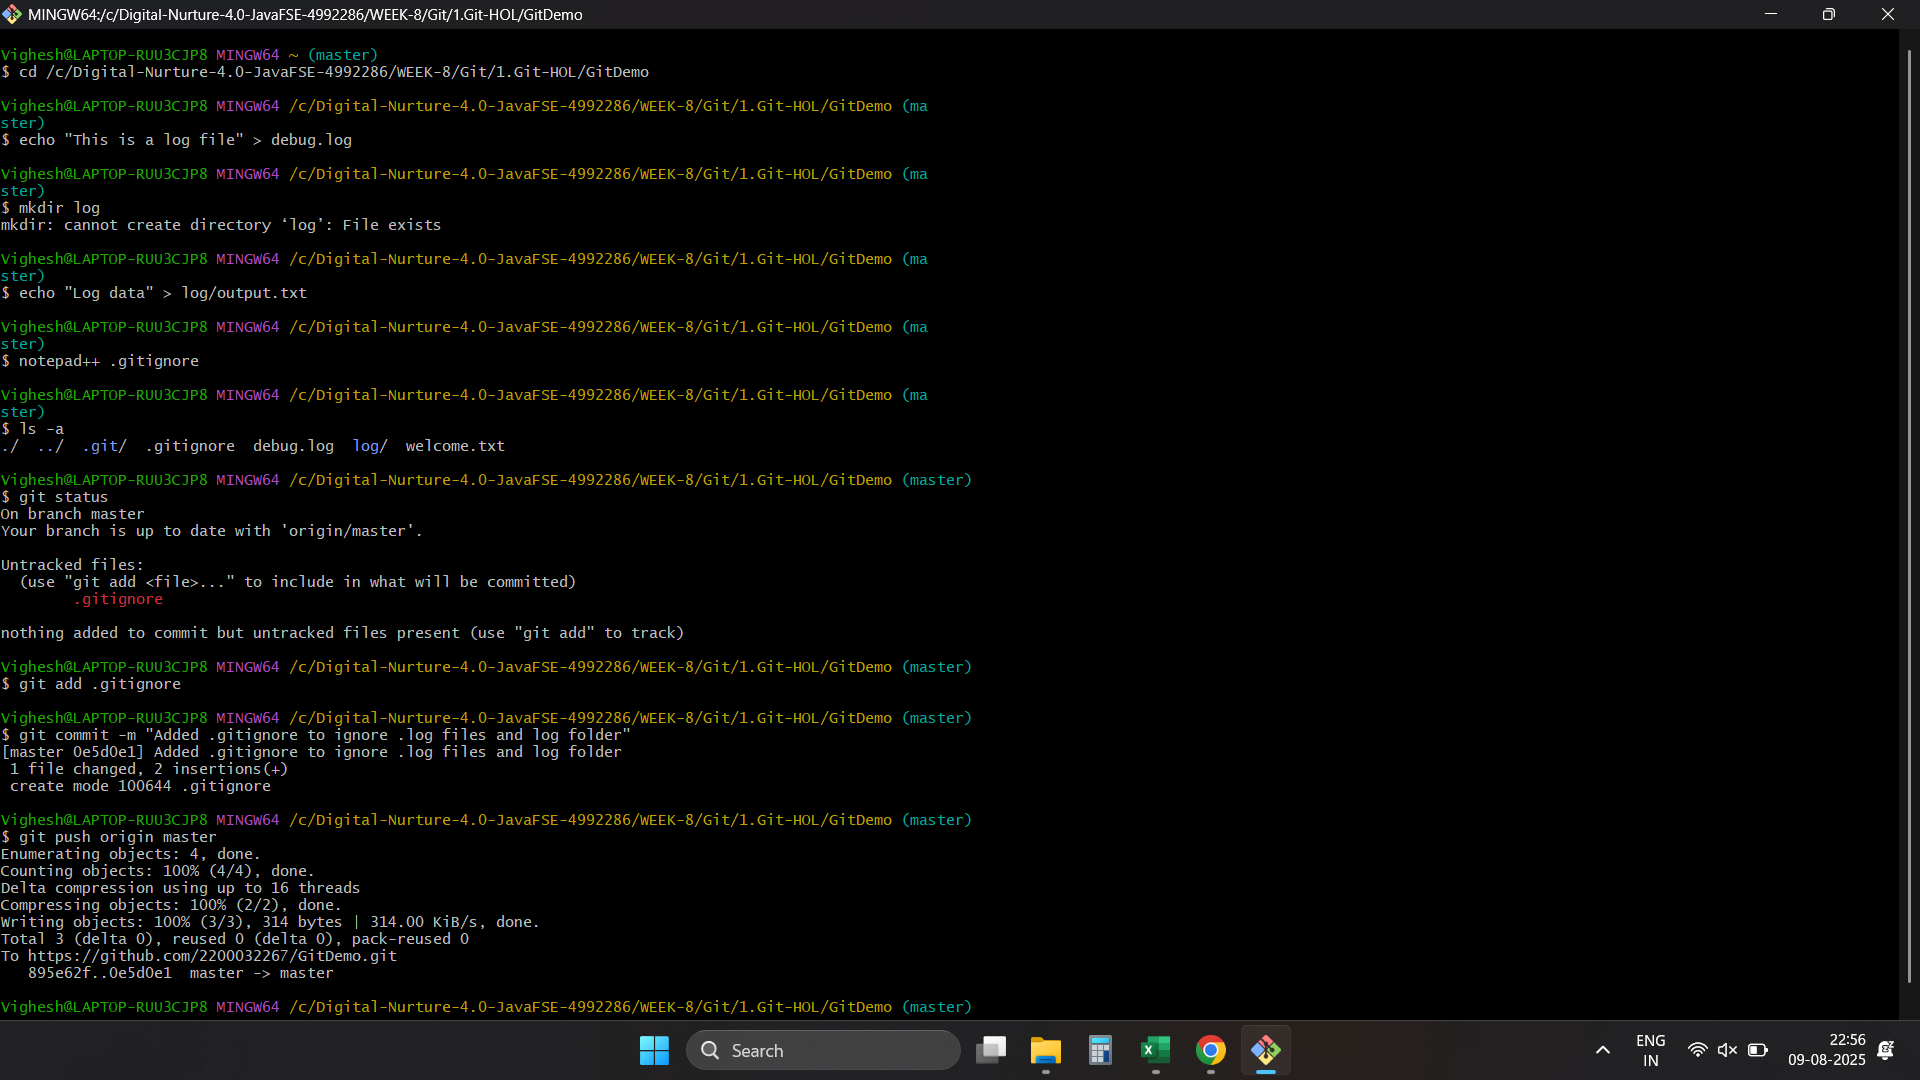 MINGW64:/c/Digital-Nurture-4.0-JavaFSE-4992286/WEEK-8/Git/1.Git-HOL/GitDemo
Vighesh@LAPTOP-RUU3CJP8 MINGW64 ~ (master)
$ cd /c/Digital-Nurture-4.0-JavaFSE-4992286/WEEK-8/Git/1.Git-HOL/GitDemo
Vighesh@LAPTOP-RUU3CJP8 MINGW64 /c/Digital-Nurture-4.0-JavaFSE-4992286/WEEK-8/Git/1.Git-HOL/GitDemo (ma
ster)
$ echo "This is a log file" > debug.log
Vighesh@LAPTOP-RUU3CJP8 MINGW64 /c/Digital-Nurture-4.0-JavaFSE-4992286/WEEK-8/Git/1.Git-HOL/GitDemo (ma
ster)
$ mkdir log
mkdir: cannot create directory ‘log’: File exists
Vighesh@LAPTOP-RUU3CJP8 MINGW64 /c/Digital-Nurture-4.0-JavaFSE-4992286/WEEK-8/Git/1.Git-HOL/GitDemo (ma
ster)
$ echo "Log data" > log/output.txt
Vighesh@LAPTOP-RUU3CJP8 MINGW64 /c/Digital-Nurture-4.0-JavaFSE-4992286/WEEK-8/Git/1.Git-HOL/GitDemo (ma
ster)
$ notepad++ .gitignore
Vighesh@LAPTOP-RUU3CJP8 MINGW64 /c/Digital-Nurture-4.0-JavaFSE-4992286/WEEK-8/Git/1.Git-HOL/GitDemo (ma
ster)
$ ls -a
./  ../  .git/  .gitignore  debug.log  log/  welcome.txt
Vighesh@LAPTOP-RUU3CJP8 MINGW64 /c/Digital-Nurture-4.0-JavaFSE-4992286/WEEK-8/Git/1.Git-HOL/GitDemo (master)
$ git status
On branch master
Your branch is up to date with 'origin/master'.
Untracked files:
  (use "git add <file>..." to include in what will be committed)
        .gitignore
nothing added to commit but untracked files present (use "git add" to track)
Vighesh@LAPTOP-RUU3CJP8 MINGW64 /c/Digital-Nurture-4.0-JavaFSE-4992286/WEEK-8/Git/1.Git-HOL/GitDemo (master)
$ git add .gitignore
Vighesh@LAPTOP-RUU3CJP8 MINGW64 /c/Digital-Nurture-4.0-JavaFSE-4992286/WEEK-8/Git/1.Git-HOL/GitDemo (master)
$ git commit -m "Added .gitignore to ignore .log files and log folder"
[master 0e5d0e1] Added .gitignore to ignore .log files and log folder
 1 file changed, 2 insertions(+)
 create mode 100644 .gitignore
Vighesh@LAPTOP-RUU3CJP8 MINGW64 /c/Digital-Nurture-4.0-JavaFSE-4992286/WEEK-8/Git/1.Git-HOL/GitDemo (master)
$ git push origin master
Enumerating objects: 4, done.
Counting objects: 100% (4/4), done.
Delta compression using up to 16 threads
Compressing objects: 100% (2/2), done.
Writing objects: 100% (3/3), 314 bytes | 314.00 KiB/s, done.
Total 3 (delta 0), reused 0 (delta 0), pack-reused 0
To https://github.com/2200032267/GitDemo.git
   895e62f..0e5d0e1  master -> master
Vighesh@LAPTOP-RUU3CJP8 MINGW64 /c/Digital-Nurture-4.0-JavaFSE-4992286/WEEK-8/Git/1.Git-HOL/GitDemo (master)
Search
ENG
IN
22:56
09-08-2025